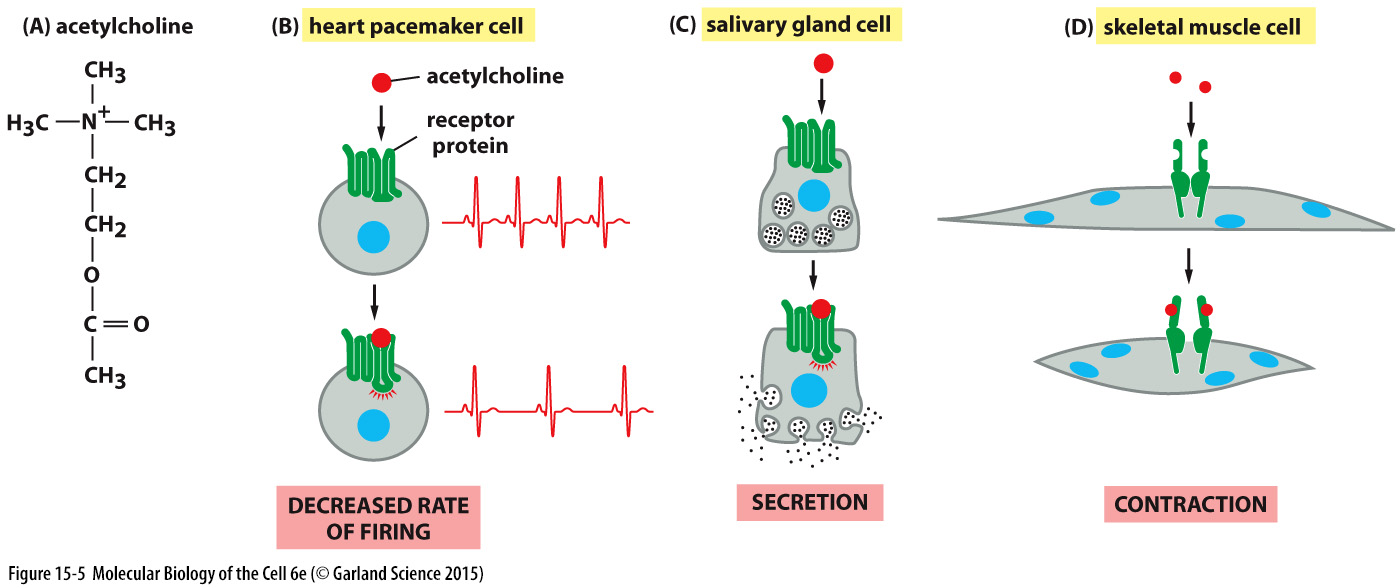 (A) acetylcholine
CH3
H3C N+ CH3
CH2
CH2
O
C O
CH3
(B) heart pacemaker cell
acetylcholine
receptor
protein
DECREASED RATE
OF FIRING
(C) salivary gland cell
SECRETION
(D) skeletal muscle cell
CONTRACTION
Figure 15-5 Molecular Biology of the Cell 6e (© Garland Science 2015)